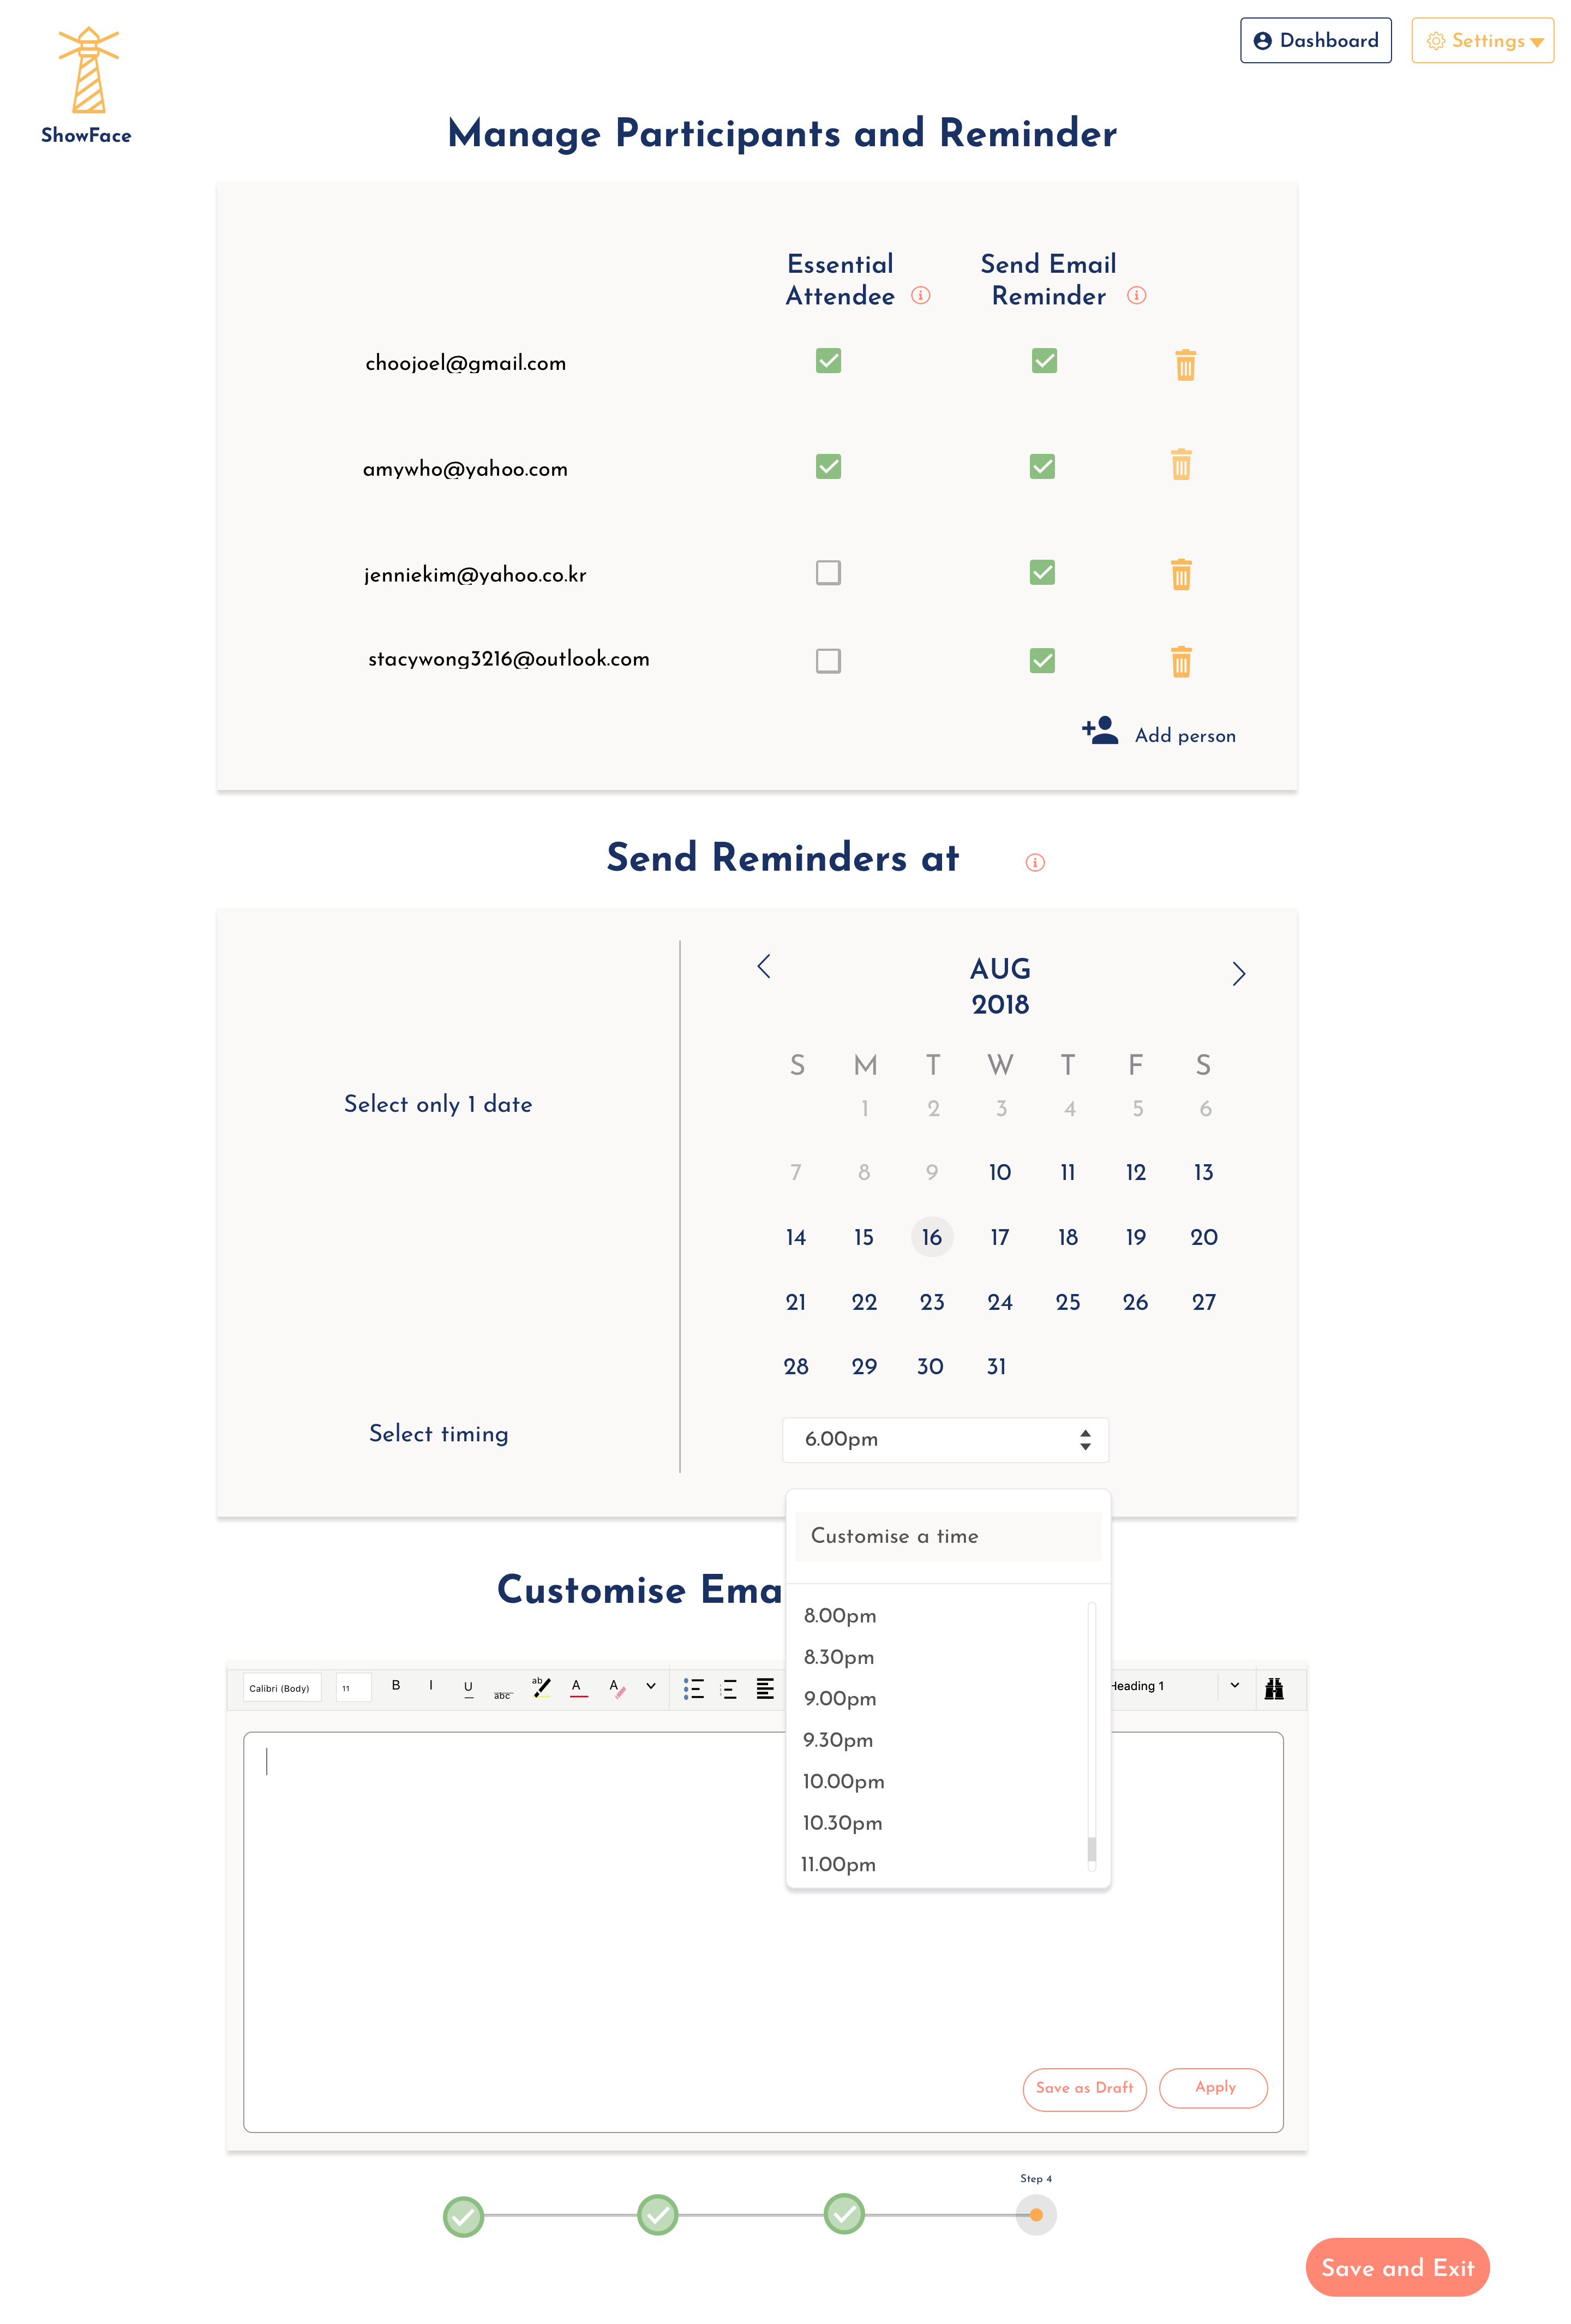 Dashboard
Settings
ShowFace
Manage Participants and Reminder
Essential
Attendee
Send Email
Reminder
choojoel@gmail.com
amywho@yahoo.com
jenniekim@yahoo.co.kr
stacywong3216@outlook.com
Add person
Send Reminders at
AUG
2018
S M T W T F S
1 2 3 4 5 6
7 8 9 10 11 12 13
14 15 16 17 18 19 20
21 22 23 24 25 26 27
28 29 30 31
Select only 1 date
Select timing
6.00pm
Customise a time
8.00pm
8.30pm
9.00pm
9.30pm
10.00pm
10.30pm
11.00pm
Customise Ema
Calibri (Body) 11 B I U abc ab A A
Heading 1
Save as Draft
Apply
Step 4
Save and Exit